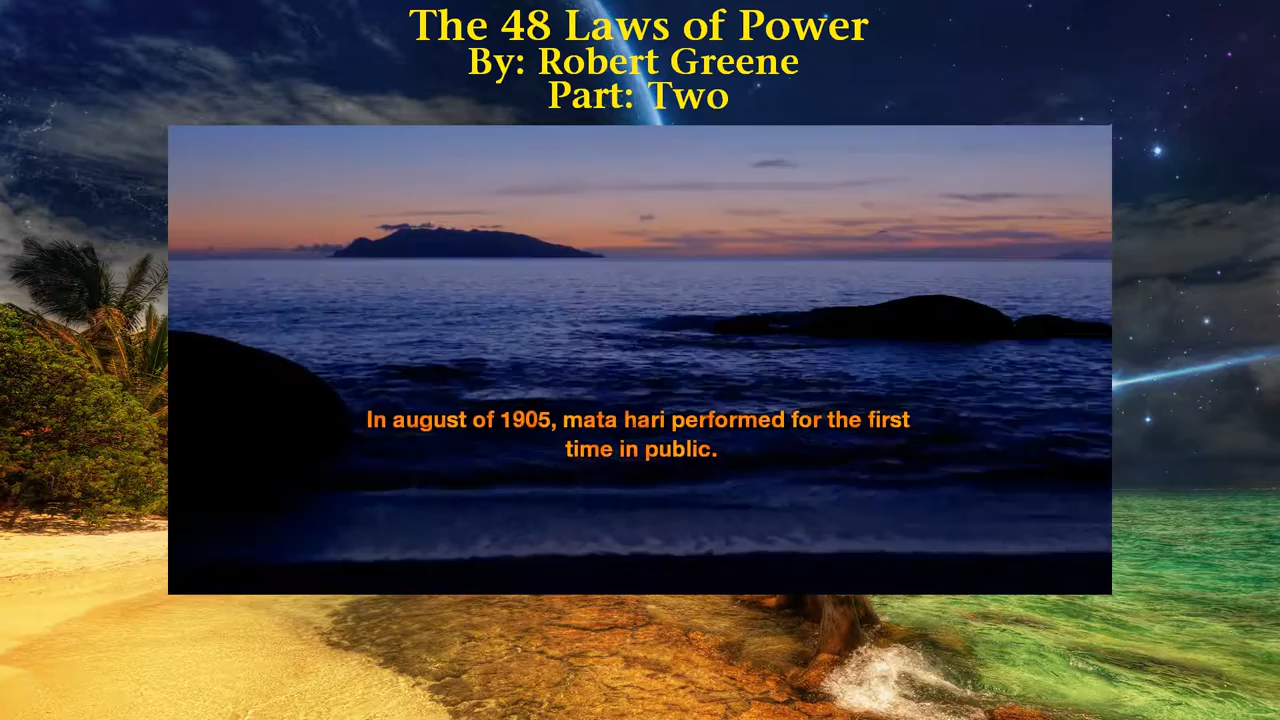 The 48 Laws of Power
By: Robert Greene
Part: Two
In august of 1905, mata hari performed for the first
time in public.